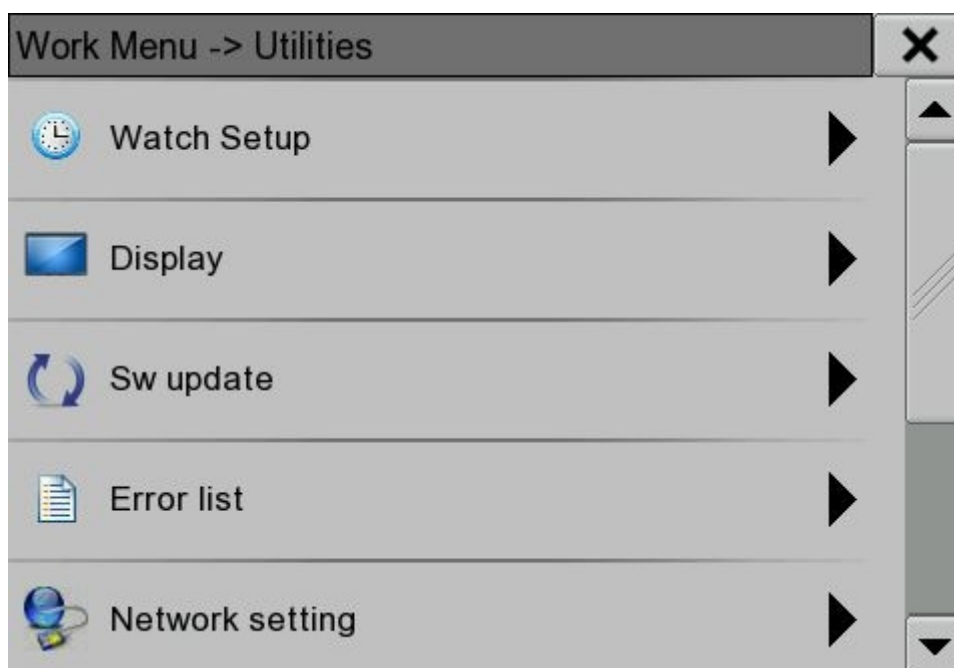 Work Menu -> Utilities
Watch Setup
Display
Sw update
Error list
Network setting